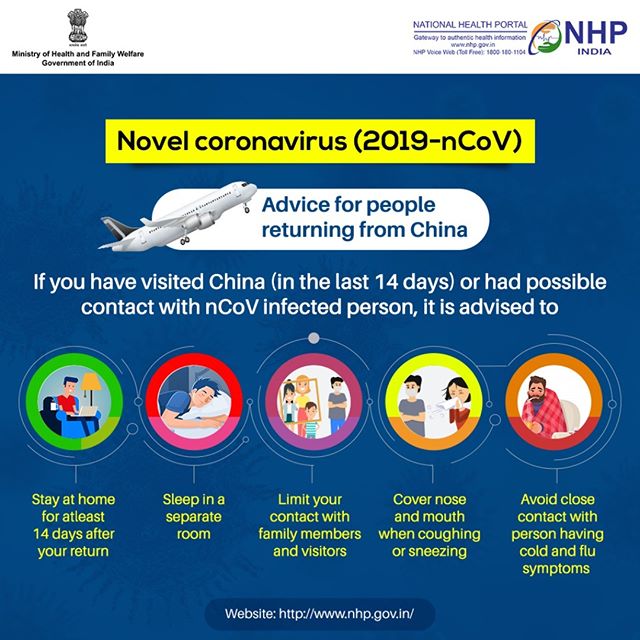 Ministry of Health and Family Welfare
Government of India
NATIONAL HEALTH PORTAL
Gateway to authentic health information
www.nhp.gov.in
NHP Voice Web (Toll Free): 1800-180-1104
NHP
INDIA
Novel coronavirus (2019-nCoV)
Advice for people
returning from China
If you have visited China (in the last 14 days) or had possible
contact with nCoV infected person, it is advised to
Stay at home
for atleast
14 days after
your return
Sleep in a
separate
room
Limit your
contact with
family members
and visitors
Cover nose
and mouth
when coughing
or sneezing
Avoid close
contact with
person having
cold and flu
symptoms
Website: http://www.nhp.gov.in/